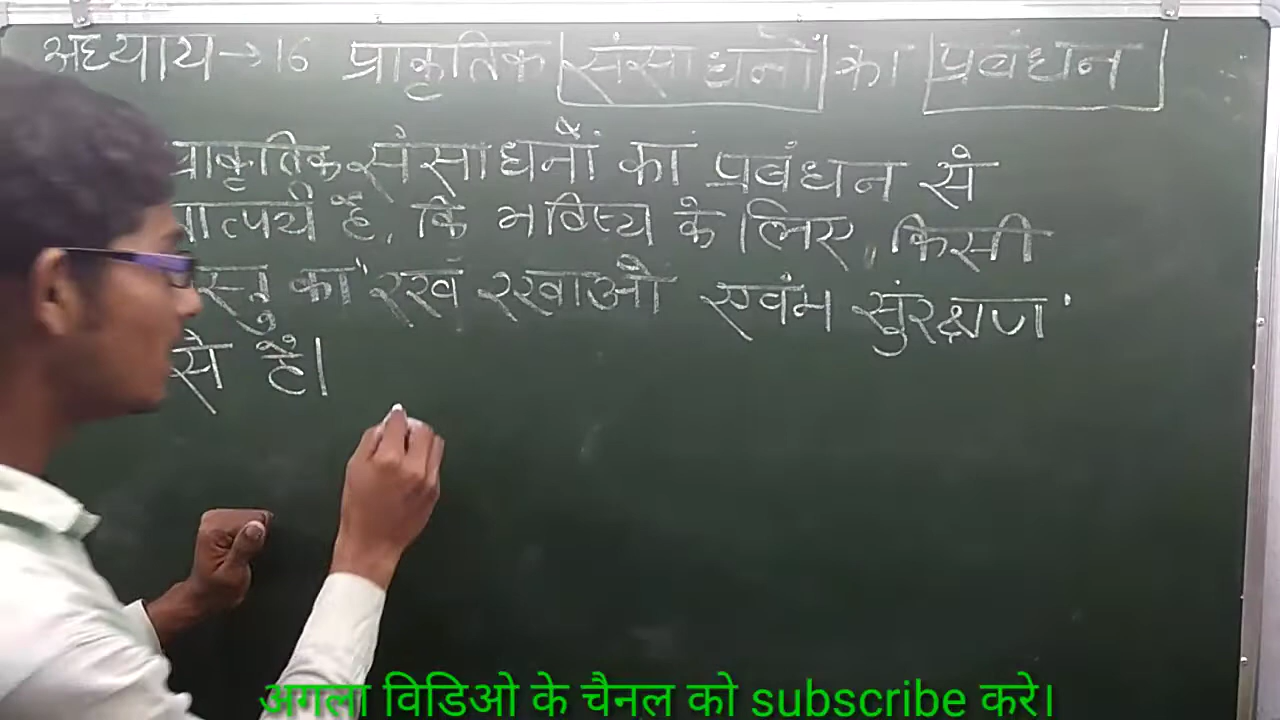 अध्याय → 16 प्राकृतिक संसाधनों का प्रबंधन
प्राकृतिक संसाधनों का प्रबंधन से
तात्पर्य है, कि भविष्य के लिए, किसी
वस्तु का रख रखाओ एवंम सुंरक्षण
से है।
अगला विडिओ के चैनल को subscribe करे।